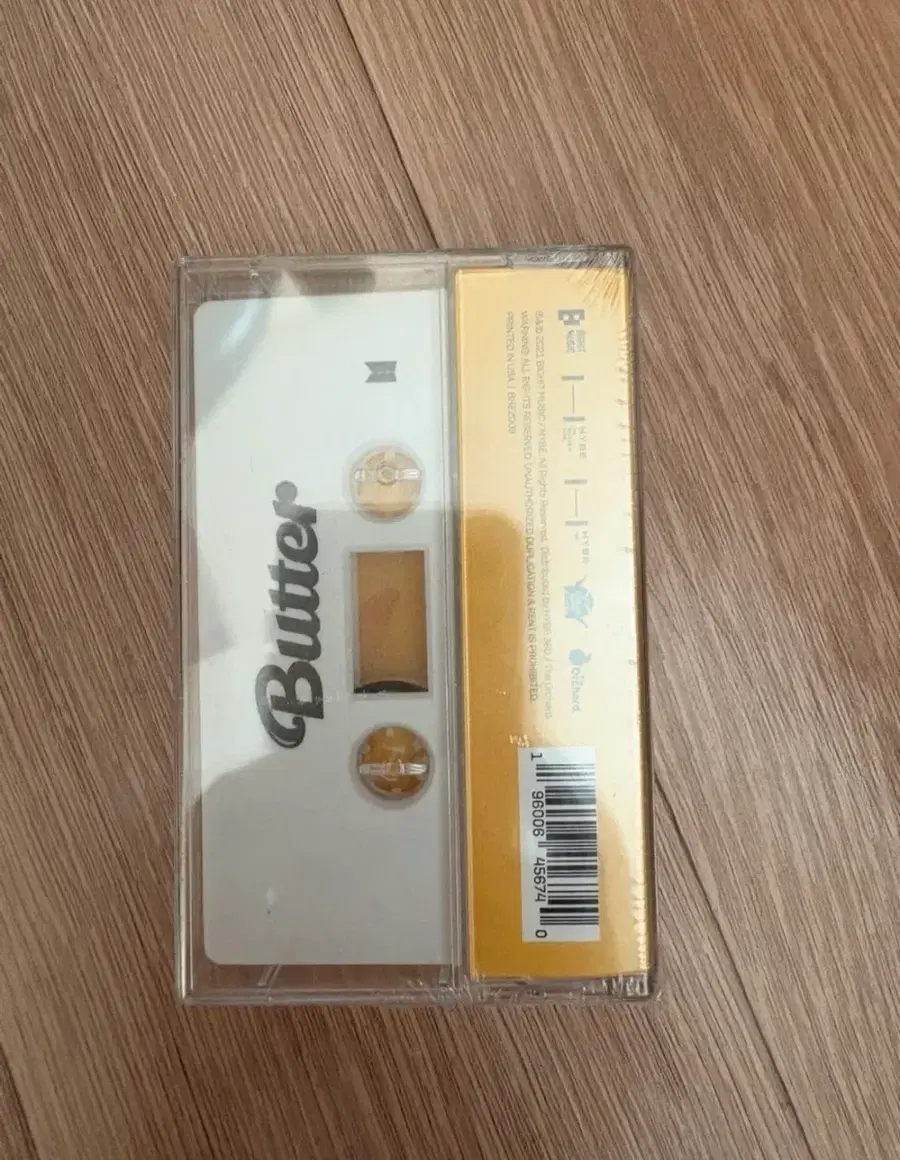 Butter
BIGHIT
MUSIC
HYBE
HYBE
The
Orchard.
℗&© 2021 BIGHIT MUSIC / HYBE. All Rights Reserved. Distributed by HYBE 360 / The Orchard.
WARNING: ALL RIGHTS RESERVED. UNAUTHORIZED DUPLICATION & RENT IS PROHIBITED.
PRINTED IN USA
1 96006 45674 0